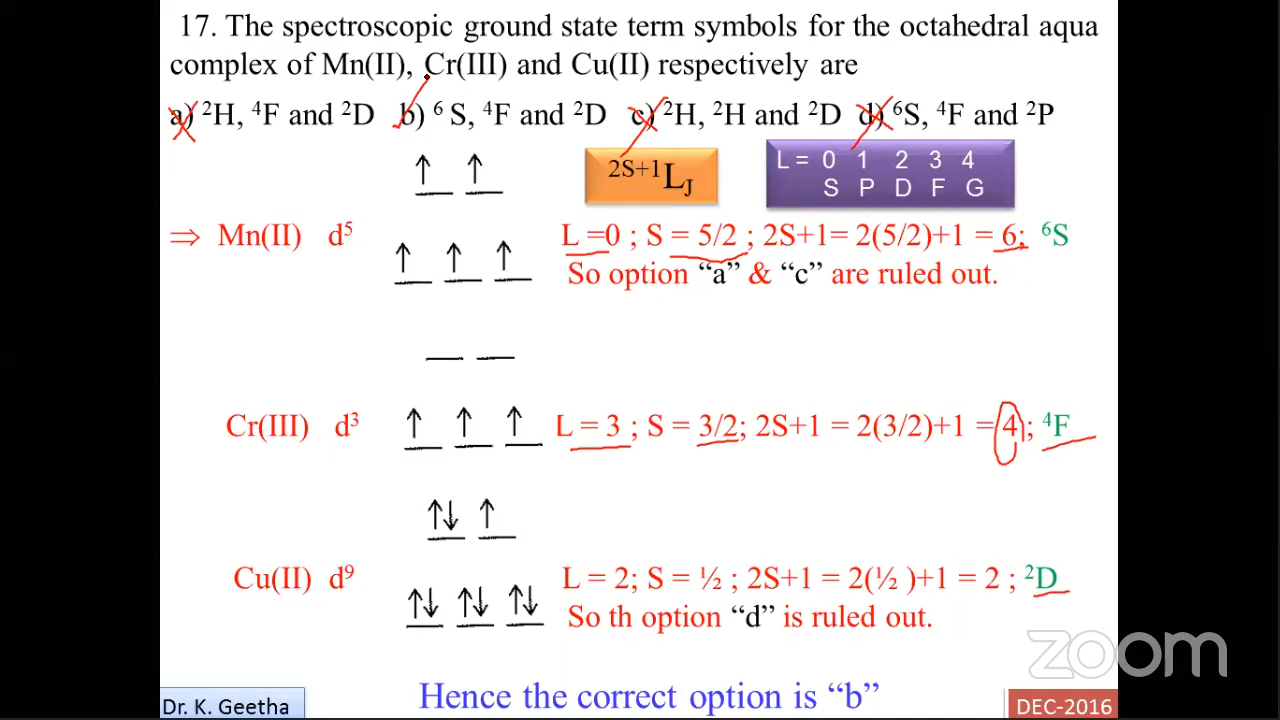 17. The spectroscopic ground state term symbols for the octahedral aqua
complex of Mn(II), Cr(III) and Cu(II) respectively are
a) ²H, ⁴F and ²D b) ⁶ S, ⁴F and ²D c) ²H, ²H and ²D d) ⁶S, ⁴F and ²P
2S+1LJ
L = 0 1 2 3 4
S P D F G
⇒ Mn(II) d⁵ L =0 ; S = 5/2 ; 2S+1= 2(5/2)+1 = 6; ⁶S
So option “a” & “c” are ruled out.
Cr(III) d³ L = 3 ; S = 3/2; 2S+1 = 2(3/2)+1 = 4; ⁴F
Cu(II) d⁹ L = 2; S = ½ ; 2S+1 = 2(½ )+1 = 2 ; ²D
So th option “d” is ruled out.
zoom
Hence the correct option is “b”
Dr. K. Geetha
DEC-2016